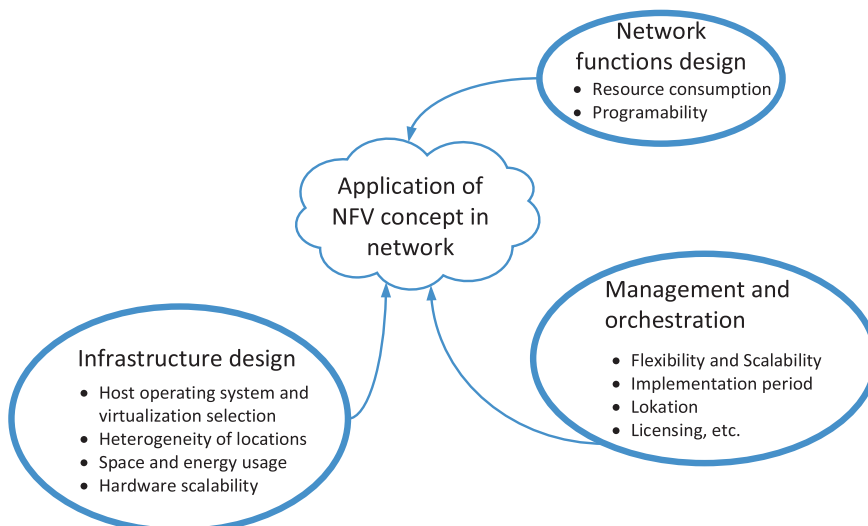 Network
functions design
• Resource consumption
• Programability
Application of
NFV concept in
network
Management and
orchestration
• Flexibility and Scalability
• Implementation period
• Lokation
• Licensing, etc.
Infrastructure design
• Host operating system and
virtualization selection
• Heterogeneity of locations
• Space and energy usage
• Hardware scalability